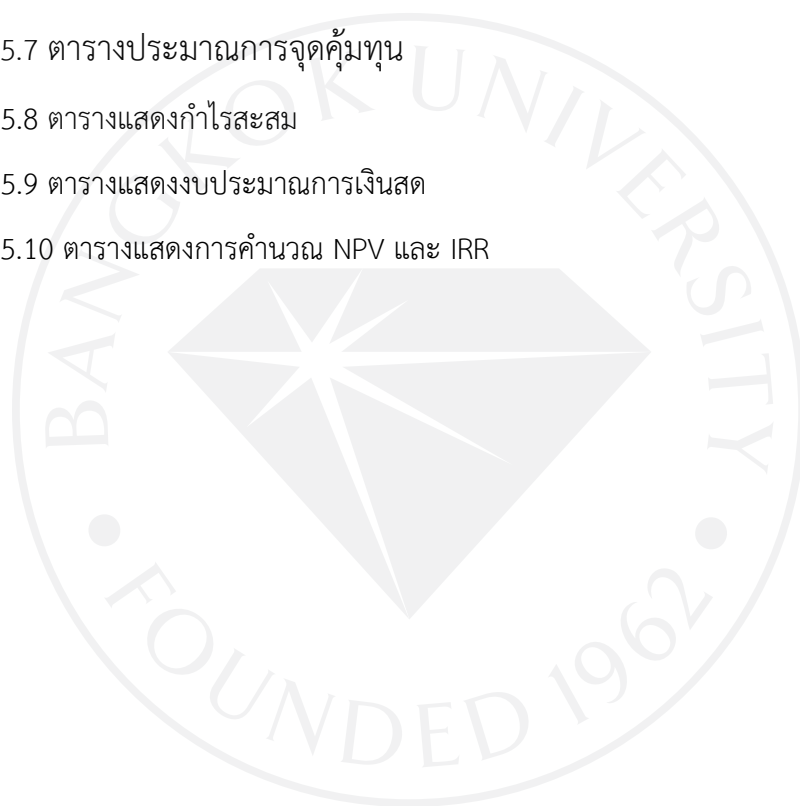 5.7 ตารางประมาณการจุดคุ้มทุน
5.8 ตารางแสดงกำไรสะสม
5.9 ตารางแสดงงบประมาณการเงินสด
5.10 ตารางแสดงการคำนวณ NPV และ IRR
BANGKOK UNIVERSITY
FOUNDED 1962